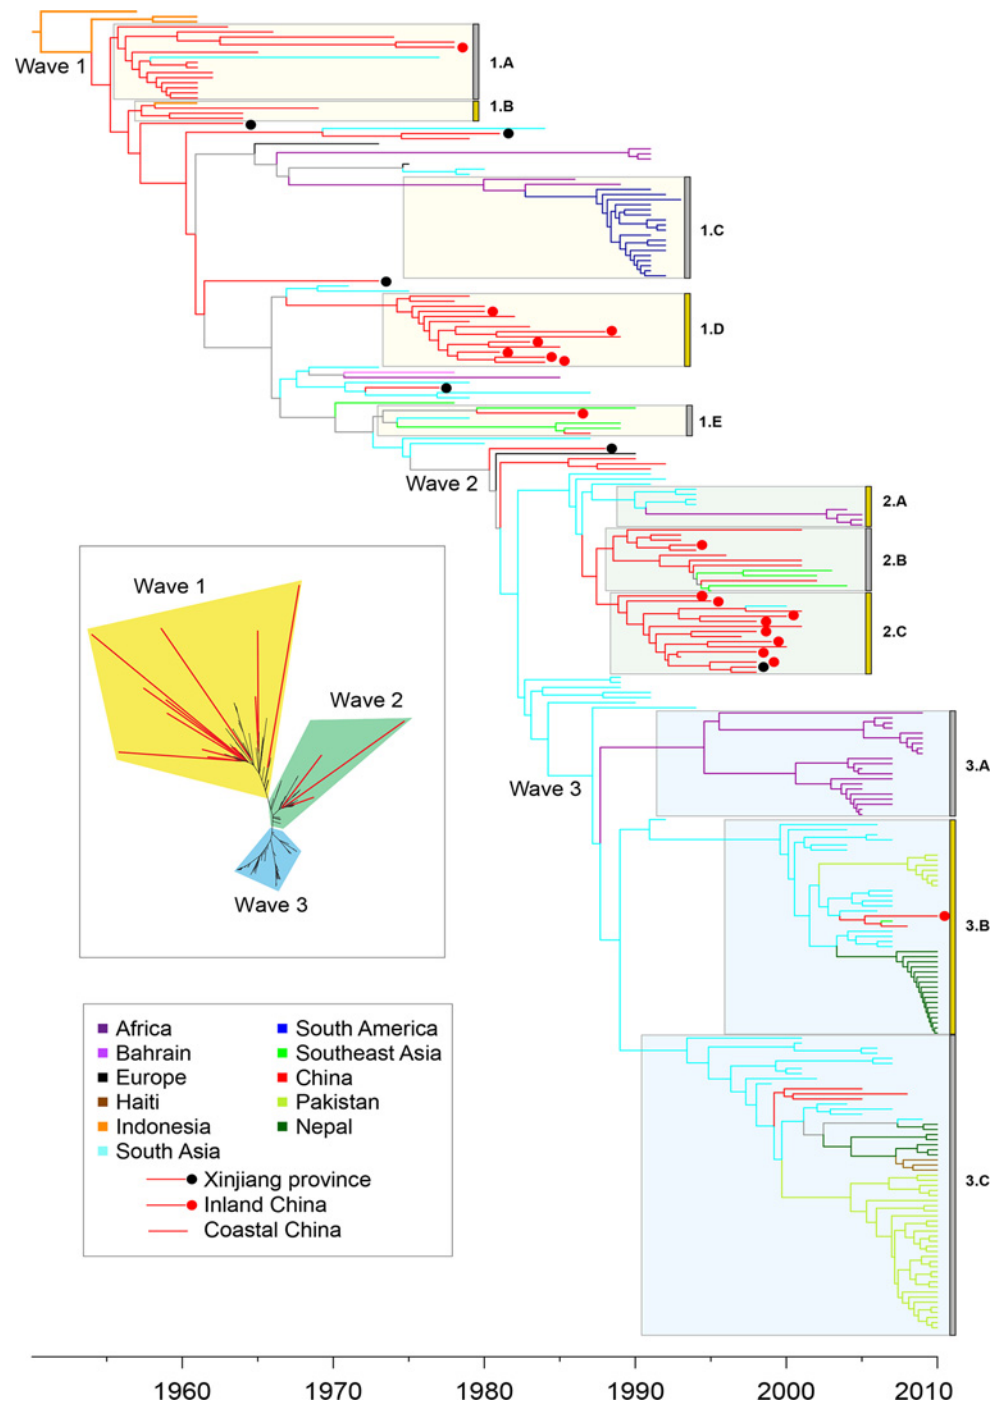 Wave 1
1.A
1.B
1.C
1.D
1.E
Wave 2
2.A
2.B
2.C
Wave 1
Wave 2
Wave 3
Wave 3
3.A
3.B
3.C
Africa
Bahrain
Europe
Haiti
Indonesia
South Asia
South America
Southeast Asia
China
Pakistan
Nepal
Xinjiang province
Inland China
Coastal China
1960 1970 1980 1990 2000 2010